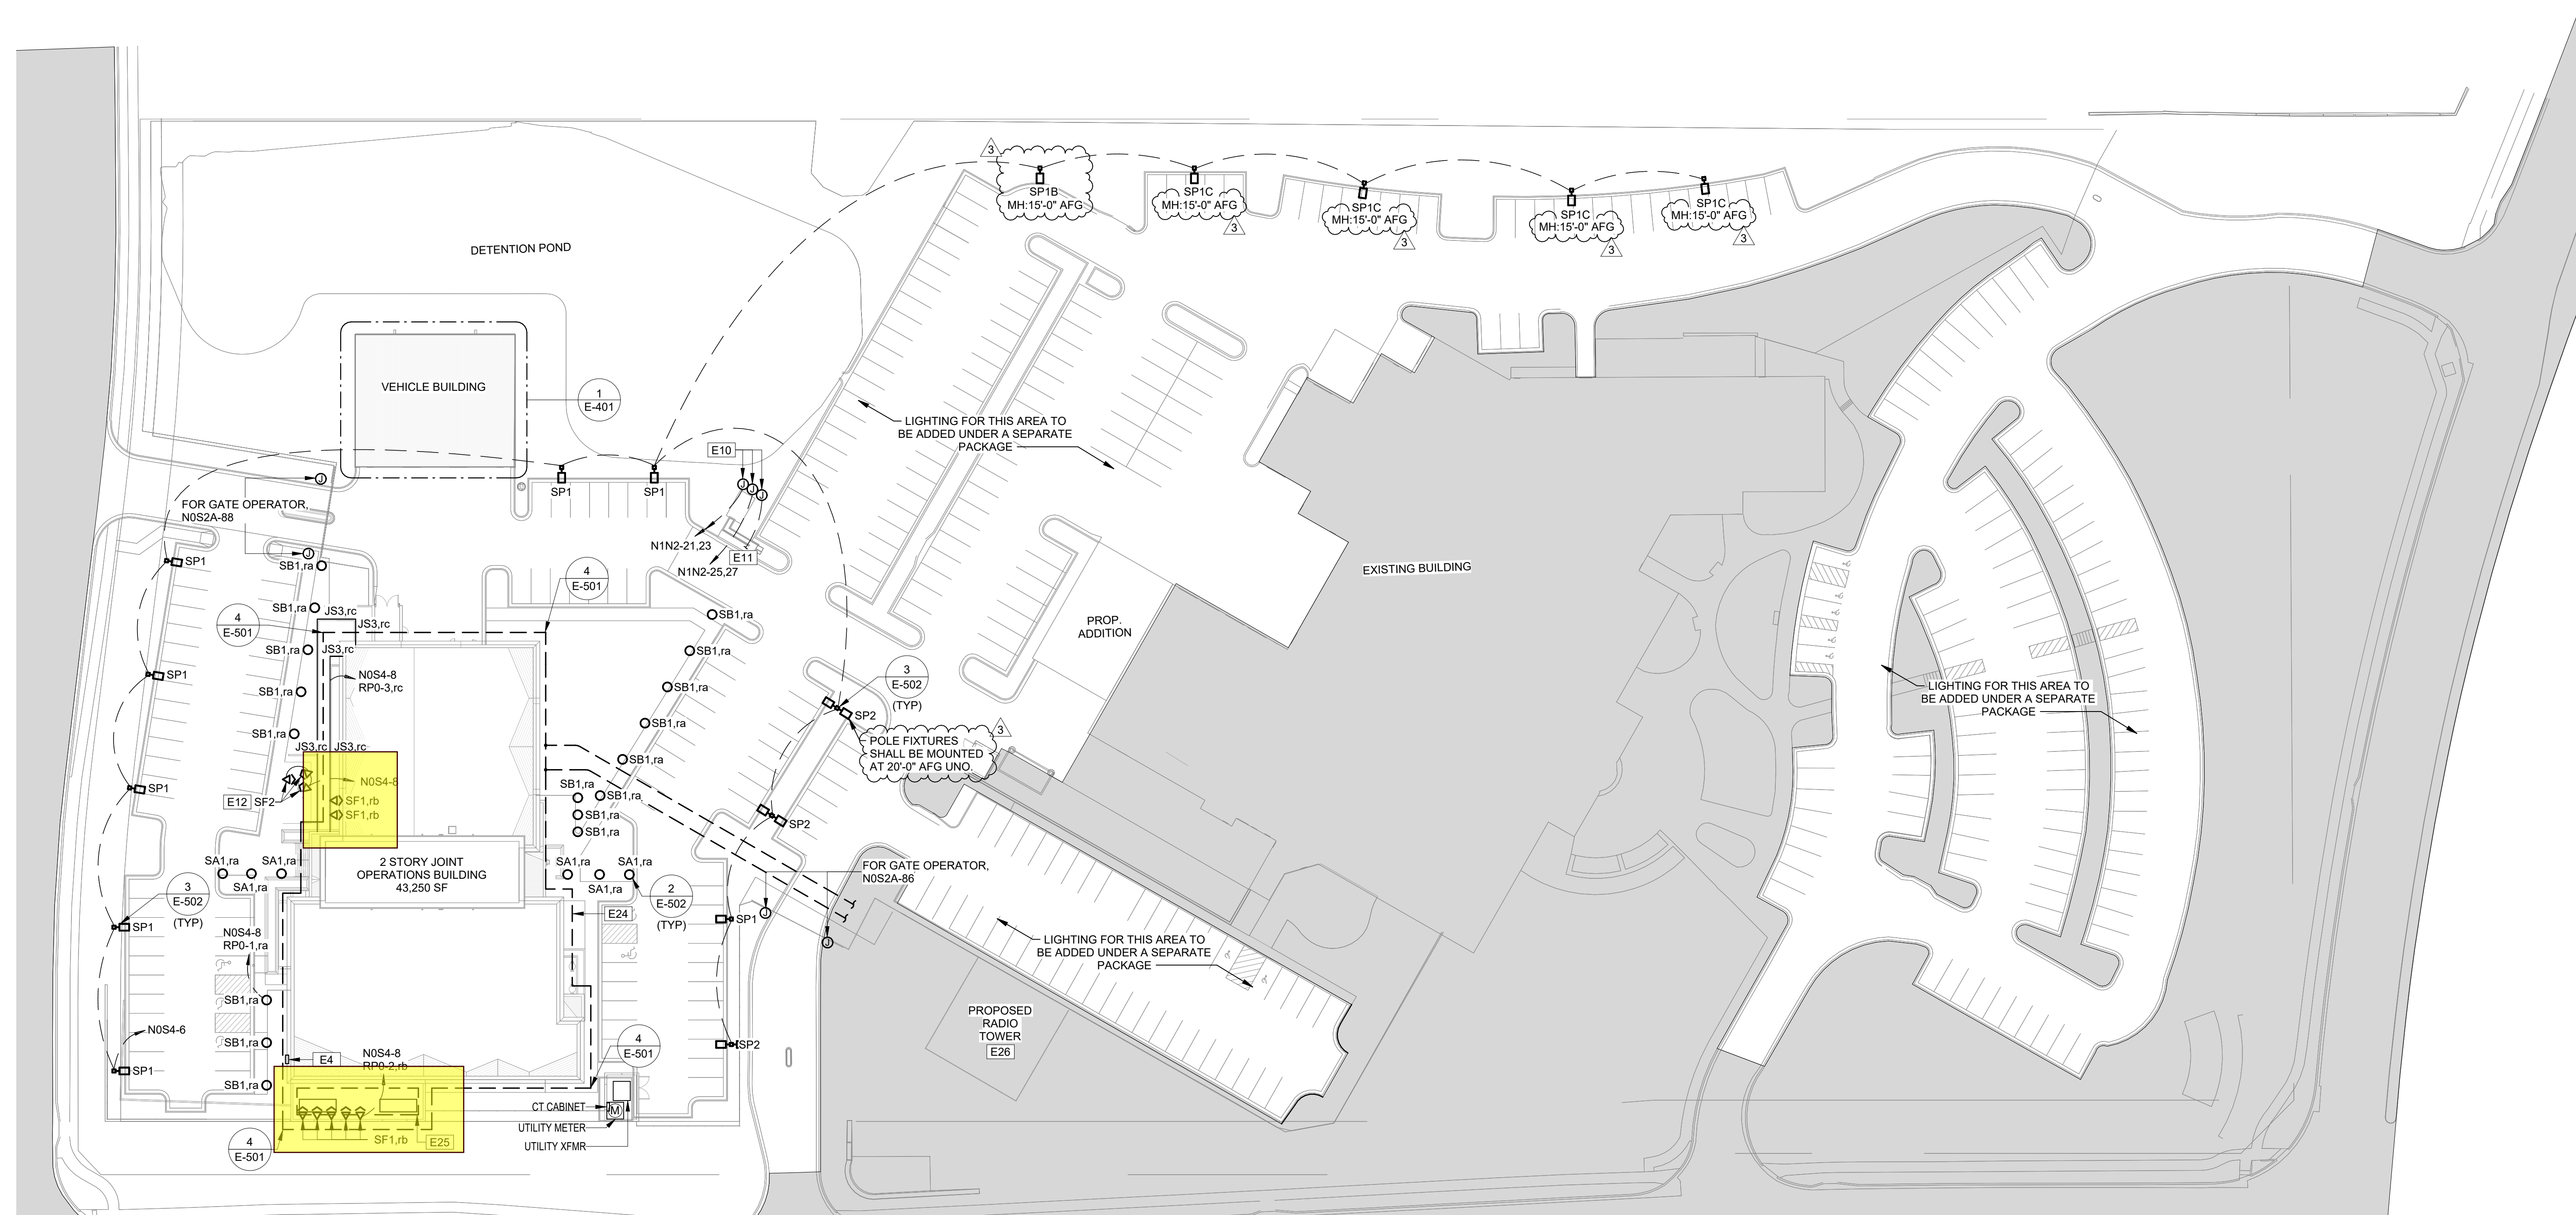 3
SP1B
MH:15'-0" AFG
SP1C
MH:15'-0" AFG
3
SP1C
MH:15'-0" AFG
3
SP1C
MH:15'-0" AFG
3
SP1C
MH:15'-0" AFG
3
DETENTION POND
VEHICLE BUILDING
1
E-401
LIGHTING FOR THIS AREA TO
BE ADDED UNDER A SEPARATE
PACKAGE
E10
J
J
J
J
SP1
SP1
FOR GATE OPERATOR,
N0S2A-88
N1N2-21,23
E11
N1N2-25,27
J
SP1
SB1,ra
4
E-501
EXISTING BUILDING
SB1,ra
JS3,rc
JS3,rc
4
E-501
SB1,ra
PROP.
ADDITION
SB1,ra
JS3,rc
SB1,ra
SP1
N0S4-8
RP0-3,rc
SB1,ra
SB1,ra
3
E-502
(TYP)
LIGHTING FOR THIS AREA TO
BE ADDED UNDER A SEPARATE
PACKAGE
SP2
SB1,ra
SB1,ra
3
POLE FIXTURES
SHALL BE MOUNTED
AT 20'-0" AFG UNO.
JS3,rc
JS3,rc
SB1,ra
N0S4-8
SP1
E12
SF2
SF1,rb
SF1,rb
SB1,ra
SB1,ra
SB1,ra
SB1,ra
SP2
SA1,ra
SA1,ra
SA1,ra
2 STORY JOINT
OPERATIONS BUILDING
43,250 SF
SA1,ra
SA1,ra
SA1,ra
FOR GATE OPERATOR,
N0S2A-86
3
E-502
(TYP)
2
E-502
(TYP)
E24
SP1
SP1
J
J
N0S4-8
RP0-1,ra
LIGHTING FOR THIS AREA TO
BE ADDED UNDER A SEPARATE
PACKAGE
SB1,ra
PROPOSED
RADIO
TOWER
E26
N0S4-6
SB1,ra
4
E-501
SP2
E4
N0S4-8
RP0-2,rb
SP1
SB1,ra
CT CABINET
M
UTILITY METER
UTILITY XFMR
SF1,rb
E25
4
E-501